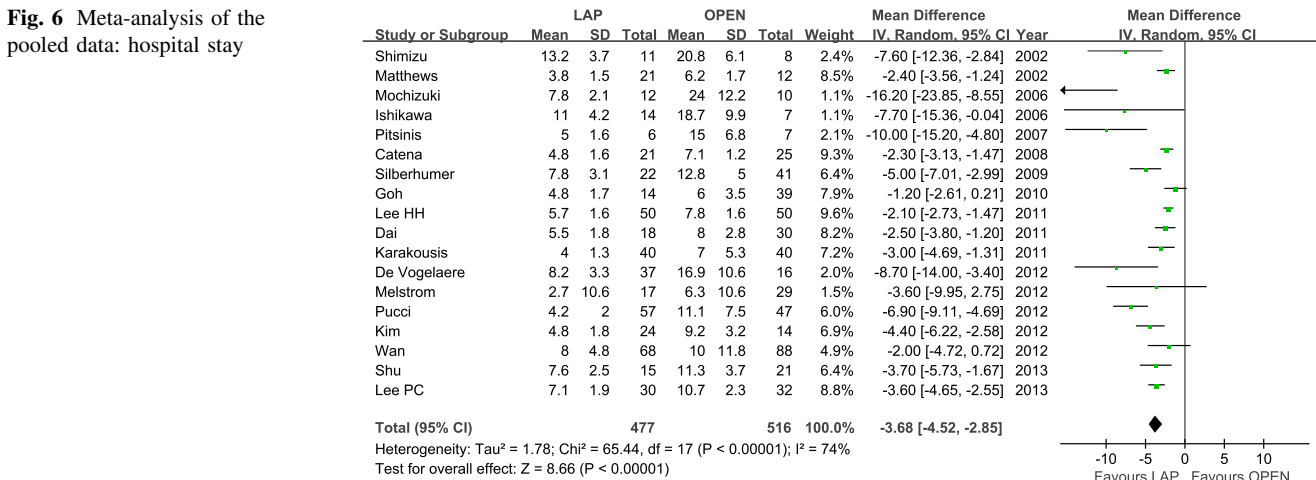 Fig. 6 Meta-analysis of the
pooled data: hospital stay
LAP OPEN Mean Difference Mean Difference
Study or Subgroup Mean SD Total Mean SD Total Weight IV, Random, 95% CI Year IV, Random, 95% CI
Shimizu 13.2 3.7 11 20.8 6.1 8 2.4% -7.60 [-12.36, -2.84] 2002
Matthews 3.8 1.5 21 6.2 1.7 12 9.0% -2.40 [-3.56, -1.24] 2002
Mochizuki 7.8 2.1 12 24 12.2 10 1.1% -16.20 [-23.85, -8.55] 2006
Ishikawa 11 4.2 14 18.7 9.9 7 1.1% -7.70 [-15.36, -0.04] 2006
Pitsinis 5 1.6 6 15 6.8 7 2.1% -10.00 [-15.20, -4.80] 2007
Catena 4.8 1.6 21 7.1 1.2 25 9.3% -2.30 [-3.13, -1.47] 2008
Silberhumer 7.8 3.1 22 12.8 5 41 6.4% -5.00 [-7.01, -2.99] 2009
Goh 4.8 1.7 14 6 3.5 39 7.9% -1.20 [-2.61, 0.21] 2010
Lee HH 5.7 1.6 50 7.8 1.6 50 9.6% -2.10 [-2.73, -1.47] 2011
Dai 5.5 1.8 18 8 2.8 30 8.2% -2.50 [-3.80, -1.20] 2011
Karakousis 4 1.3 40 7 5.3 40 7.2% -3.00 [-4.69, -1.31] 2011
De Vogelaere 8.2 3.3 37 16.9 10.6 16 2.0% -8.70 [-14.00, -3.40] 2012
Melstrom 2.7 10.6 17 6.3 10.6 29 1.5% -3.60 [-9.95, 2.75] 2012
Pucci 4.2 2 57 11.1 7.5 47 6.0% -6.90 [-9.11, -4.69] 2012
Kim 4.8 1.8 24 9.2 3.2 14 6.9% -4.40 [-6.22, -2.58] 2012
Wan 8 4.8 68 10 11.8 88 4.9% -2.00 [-4.72, 0.72] 2012
Shu 7.6 2.5 15 11.3 3.7 21 6.4% -3.70 [-5.73, -1.67] 2013
Lee PC 7.1 1.9 30 10.7 2.3 32 8.8% -3.60 [-4.65, -2.55] 2013
Total (95% CI) 477 516 100.0% -3.68 [-4.52, -2.85]
Heterogeneity: Tau² = 1.78; Chi² = 65.44, df = 17 (P < 0.00001); I² = 74%
Test for overall effect: Z = 8.66 (P < 0.00001)
-10 -5 0 5 10
Favours LAP Favours OPEN